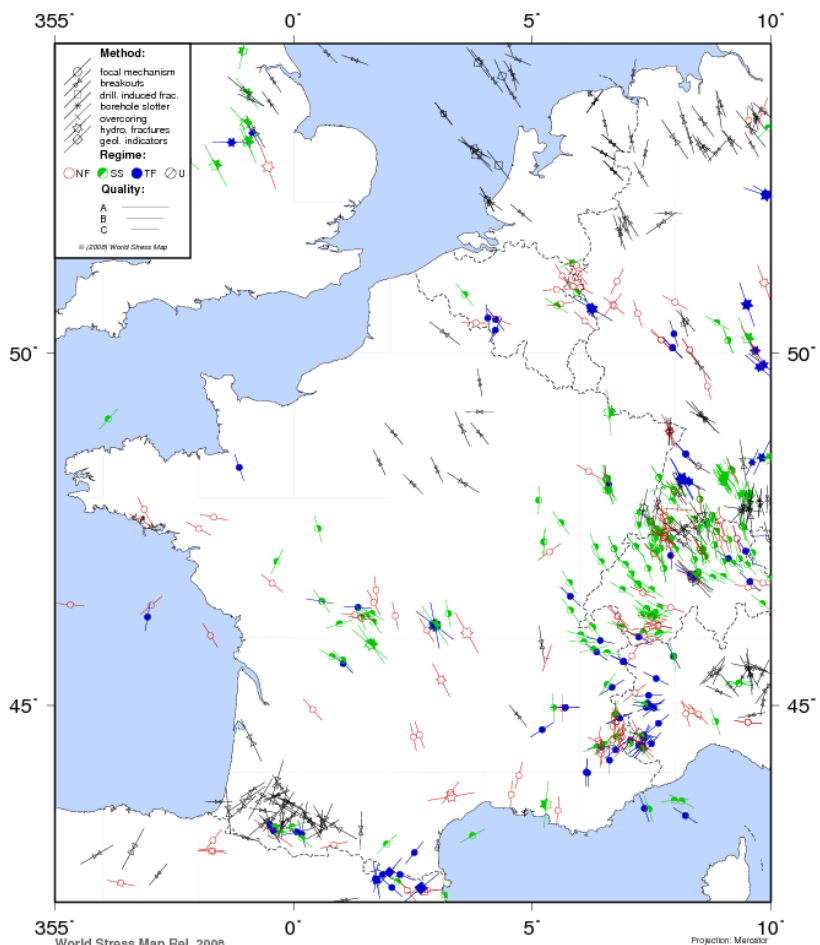 355° 0° 5° 10°
Method:
focal mechanism
breakouts
drill. induced frac.
borehole slotter
overcoring
hydro. fractures
geol. indicators
Regime:
NF SS TF U
Quality:
A
B
C
(2008) World Stress Map
50° 50°
45° 45°
355° 0° 5° 10°
World Stress Map Rel. 2008
Projection: Mercator